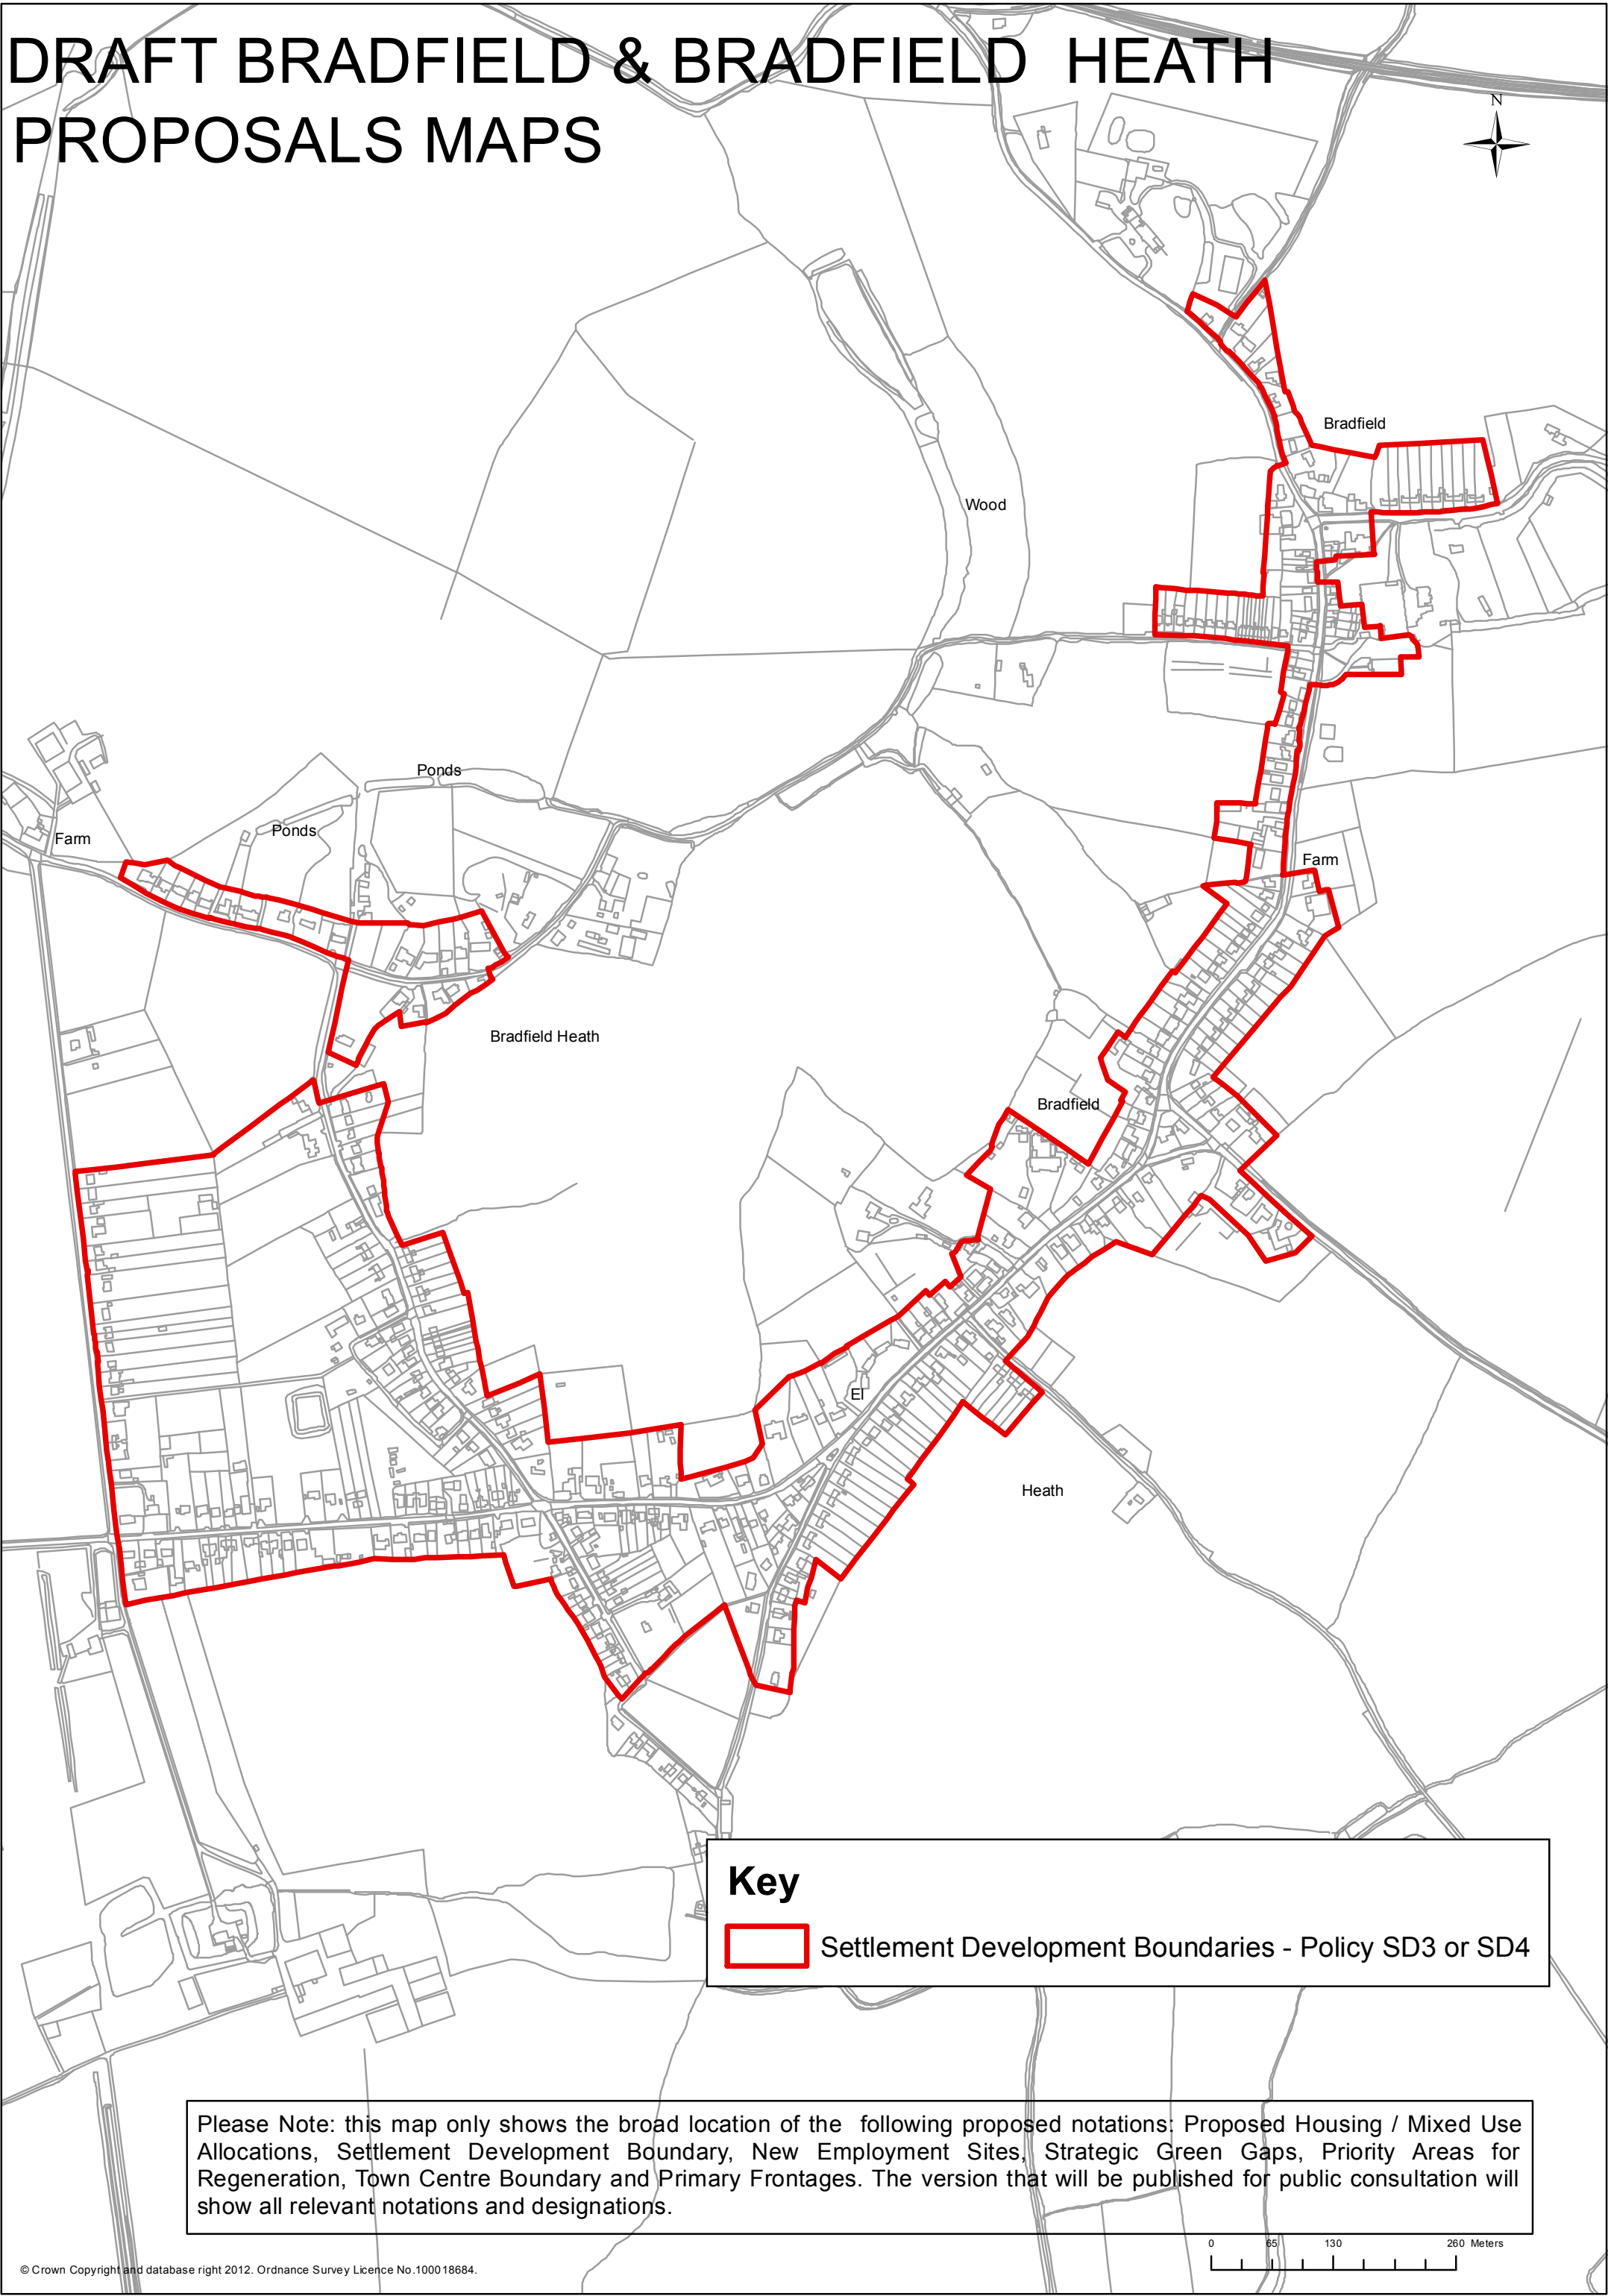 DRAFT BRADFIELD & BRADFIELD HEATH
PROPOSALS MAPS
N
Bradfield
Wood
Ponds
Ponds
Farm
Farm
Bradfield Heath
Bradfield
El
Heath
Key
Settlement Development Boundaries - Policy SD3 or SD4
Please Note: this map only shows the broad location of the following proposed notations: Proposed Housing / Mixed Use
Allocations, Settlement Development Boundary, New Employment Sites, Strategic Green Gaps, Priority Areas for
Regeneration, Town Centre Boundary and Primary Frontages. The version that will be published for public consultation will
show all relevant notations and designations.
0 65 130 260 Meters
© Crown Copyright and database right 2012. Ordnance Survey Licence No.100018684.